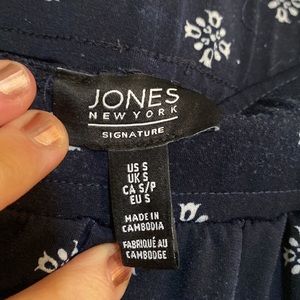 JONES
NEW YORK
SIGNATURE
US S
UK S
CA S/P
EU S
MADE IN
CAMBODIA
FABRIQUÉ AU
CAMBODGE